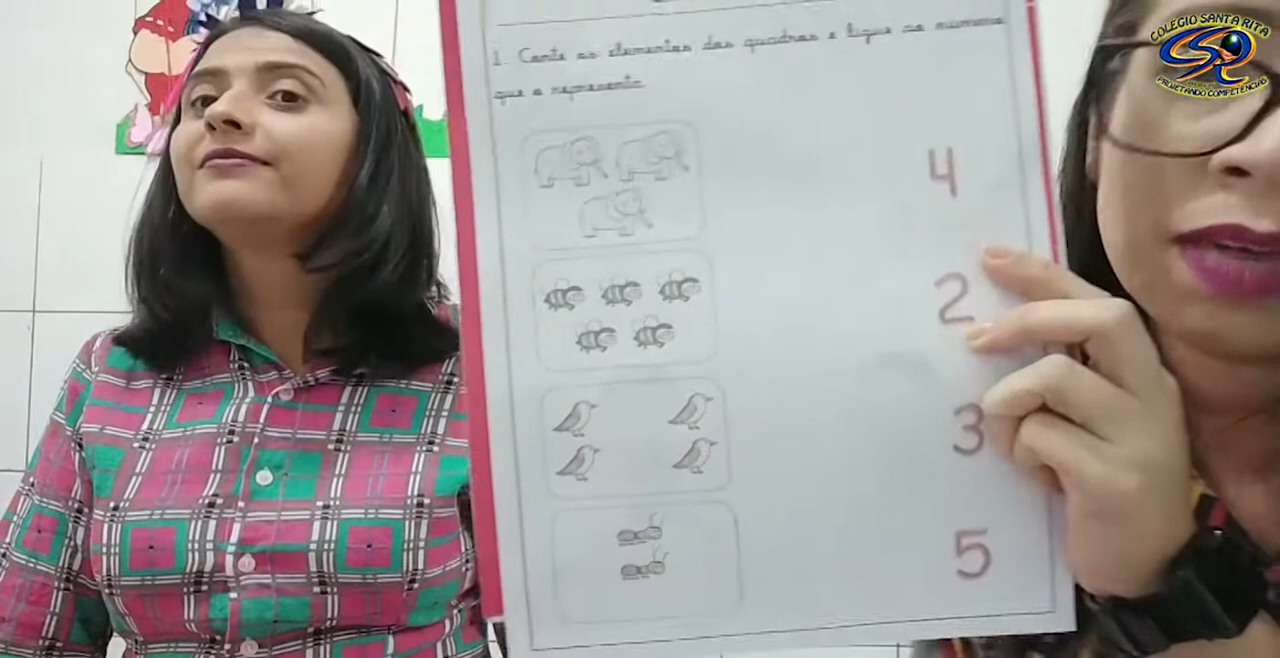 COLÉGIO SANTA RITA
PROJETANDO COMPETÊNCIAS
1. Conte os elementos dos quadros e ligue ao número
que o representa
4
2
3
5